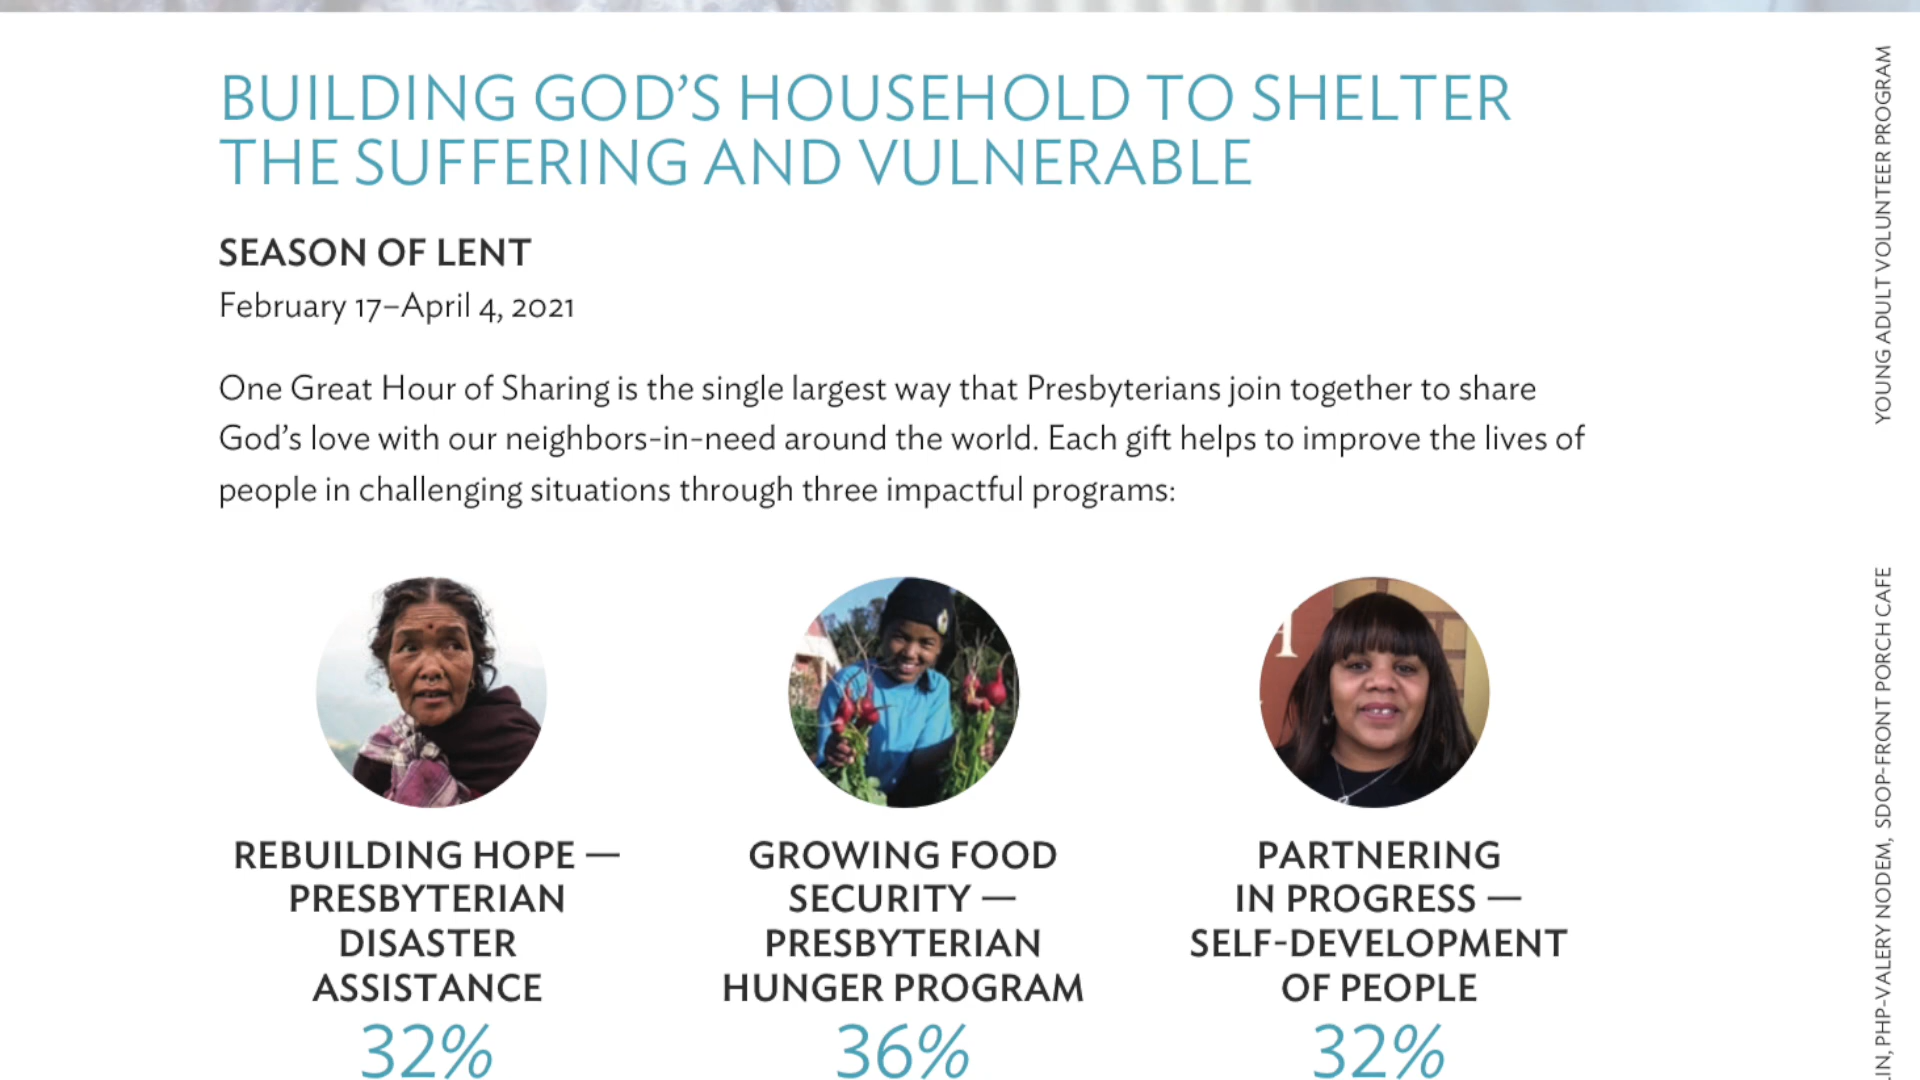 BUILDING GOD’S HOUSEHOLD TO SHELTER
THE SUFFERING AND VULNERABLE
SEASON OF LENT
February 17–April 4, 2021
One Great Hour of Sharing is the single largest way that Presbyterians join together to share
God’s love with our neighbors-in-need around the world. Each gift helps to improve the lives of
people in challenging situations through three impactful programs:
REBUILDING HOPE —
PRESBYTERIAN
DISASTER
ASSISTANCE
32%
GROWING FOOD
SECURITY —
PRESBYTERIAN
HUNGER PROGRAM
36%
PARTNERING
IN PROGRESS —
SELF-DEVELOPMENT
OF PEOPLE
32%
YOUNG ADULT VOLUNTEER PROGRAM
PHP-VALERY NODEM, SDOP-FRONT PORCH CAFE